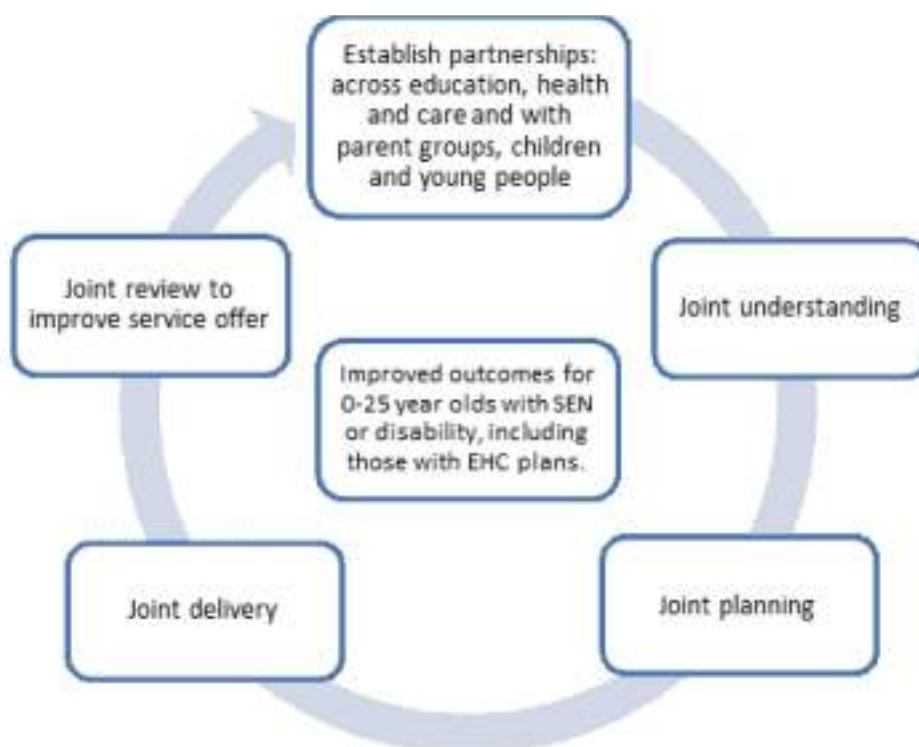 Establish partnerships:
across education, health
and care and with
parent groups, children
and young people
Joint understanding
Joint planning
Joint delivery
Joint review to
improve service offer
Improved outcomes for
0-25 year olds with SEN
or disability, including
those with EHC plans.